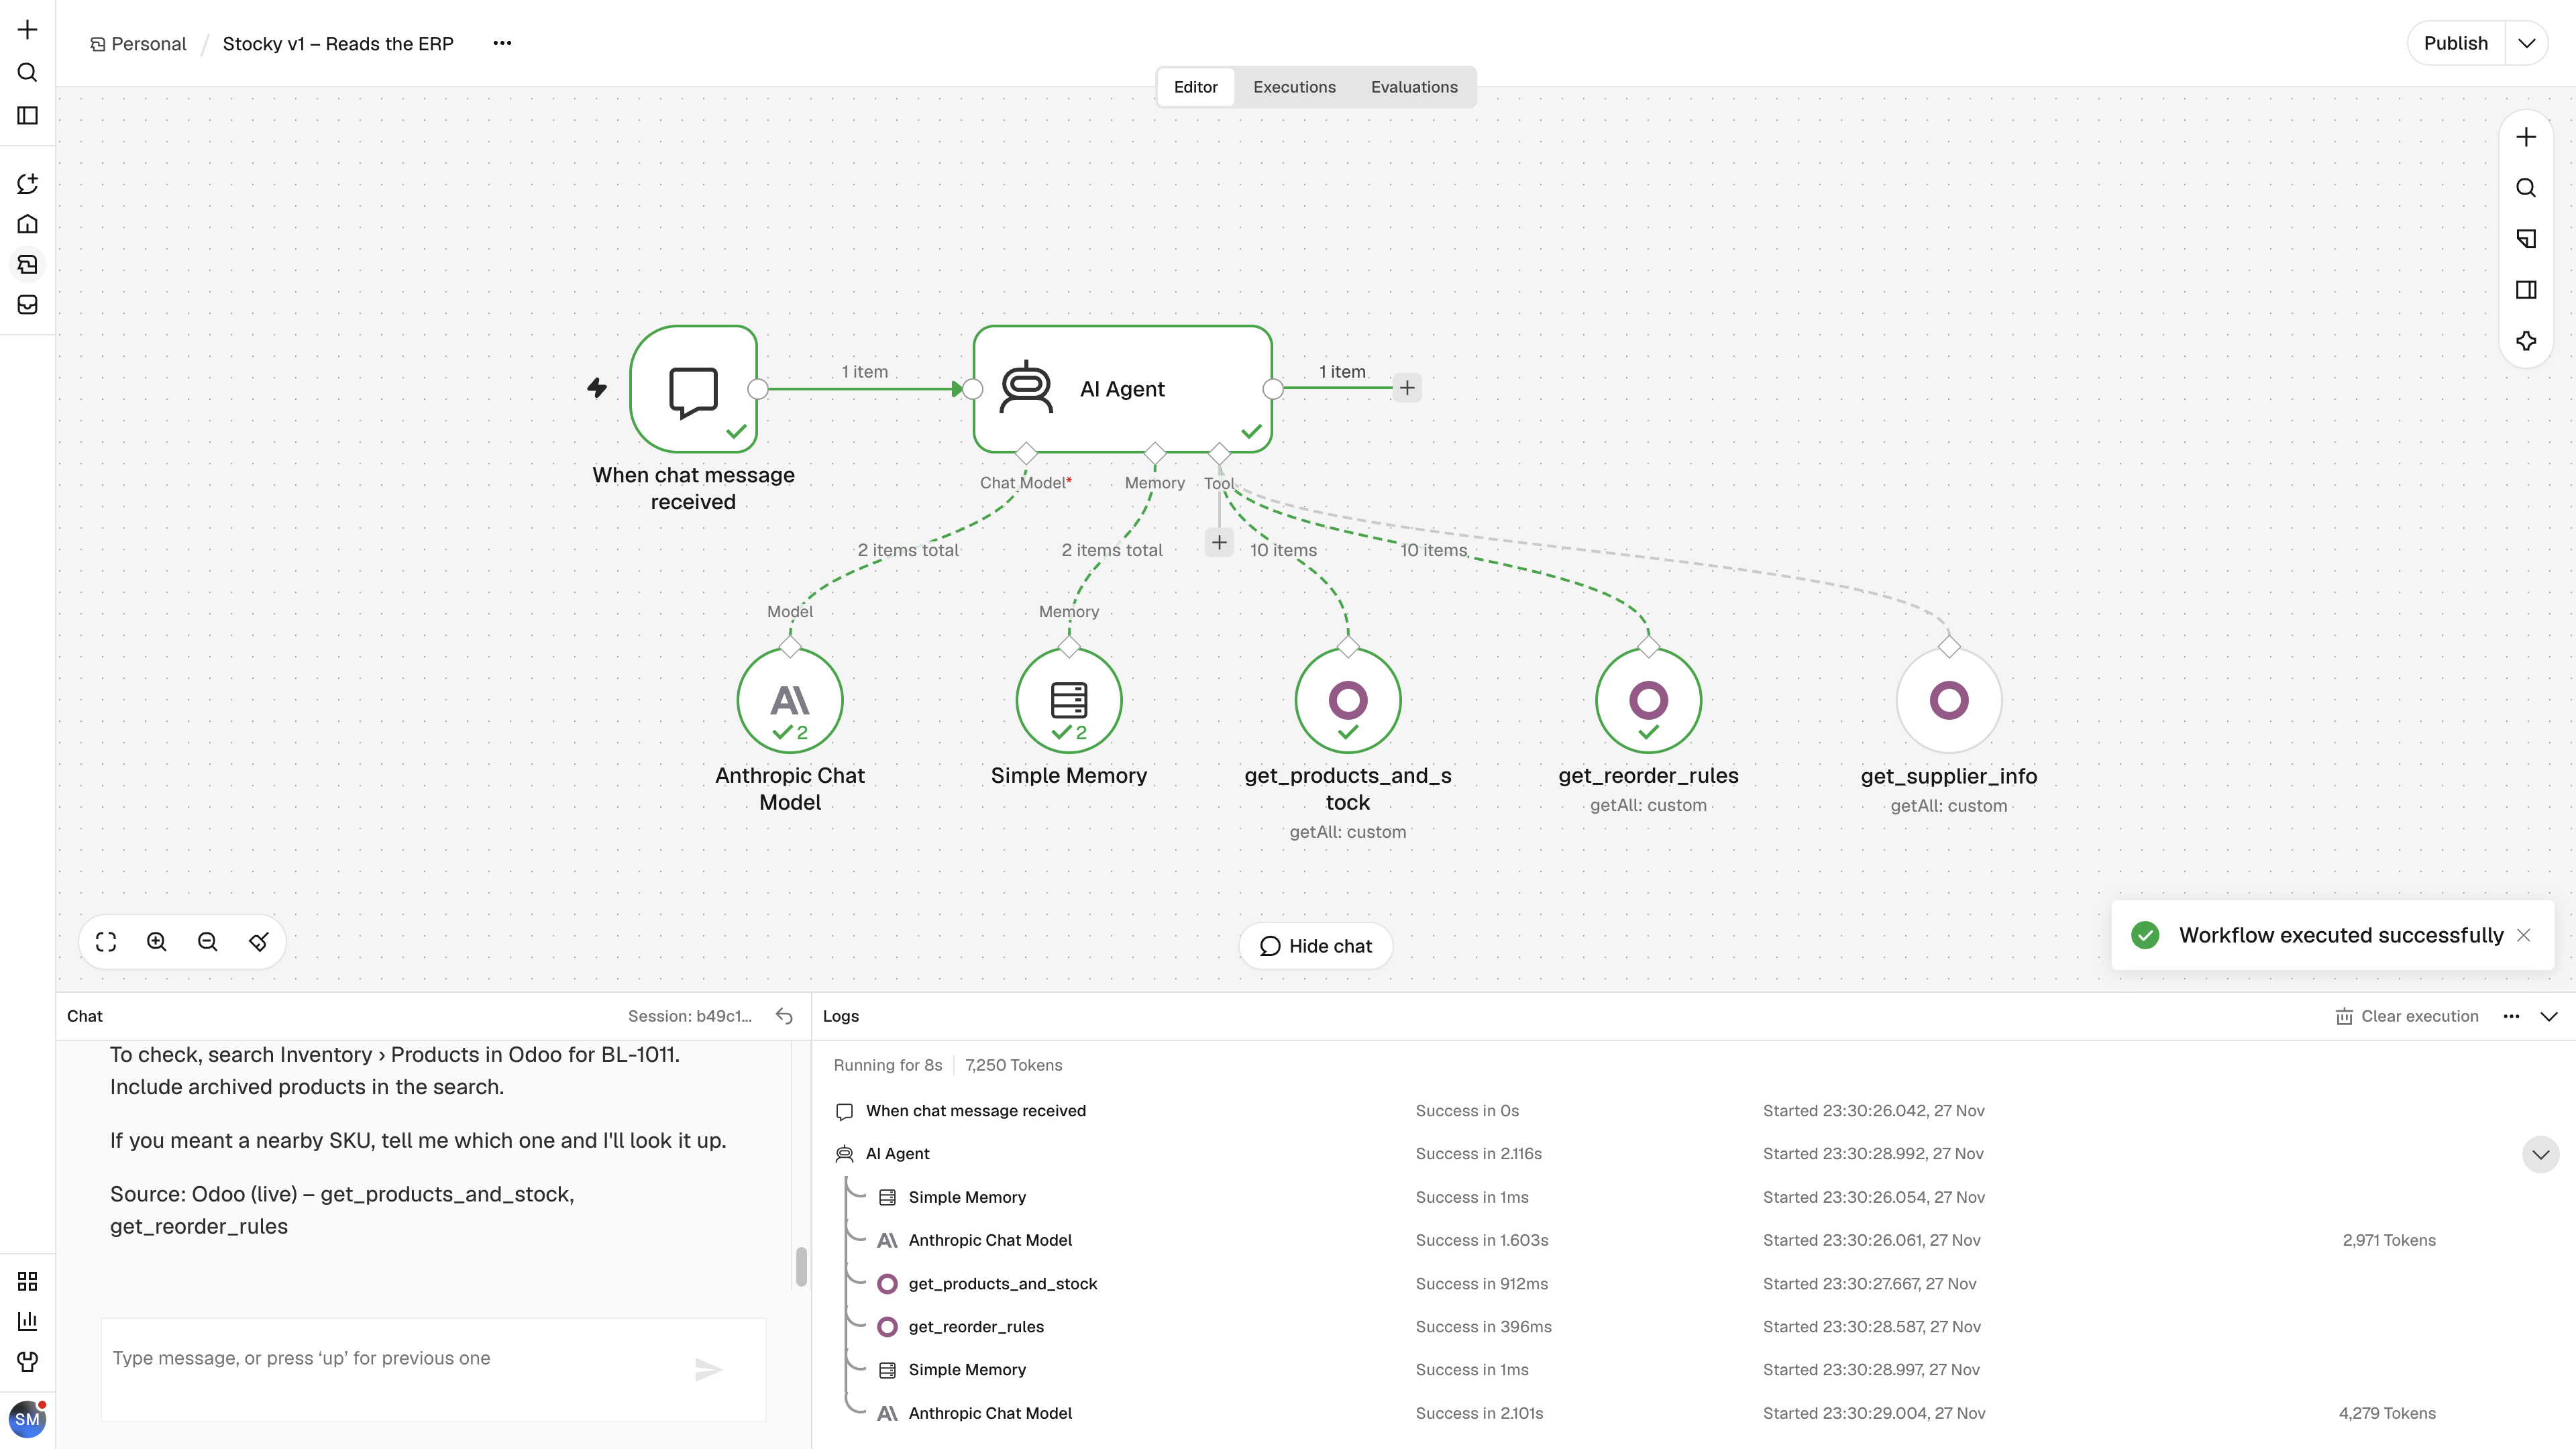 Personal / Stocky v1 – Reads the ERP
Publish
Editor Executions Evaluations
1 item
1 item
AI Agent
When chat message
received
Chat Model*
Memory
Tool
2 items total
2 items total
10 items
10 items
Model
Memory
2
2
Anthropic Chat
Model
Simple Memory
get_products_and_s
tock
getAll: custom
get_reorder_rules
getAll: custom
get_supplier_info
getAll: custom
Hide chat
Workflow executed successfully
Chat
Session: b49c1...
To check, search Inventory › Products in Odoo for BL-1011.
Include archived products in the search.
If you meant a nearby SKU, tell me which one and I'll look it up.
Source: Odoo (live) – get_products_and_stock,
get_reorder_rules
Type message, or press ‘up’ for previous one
SM
Logs
Clear execution
Running for 8s 7,250 Tokens
When chat message received Success in 0s Started 23:30:26.042, 27 Nov
AI Agent Success in 2.116s Started 23:30:28.992, 27 Nov
Simple Memory Success in 1ms Started 23:30:26.054, 27 Nov
Anthropic Chat Model Success in 1.603s Started 23:30:26.061, 27 Nov 2,971 Tokens
get_products_and_stock Success in 912ms Started 23:30:27.667, 27 Nov
get_reorder_rules Success in 396ms Started 23:30:28.587, 27 Nov
Simple Memory Success in 1ms Started 23:30:28.997, 27 Nov
Anthropic Chat Model Success in 2.101s Started 23:30:29.004, 27 Nov 4,279 Tokens